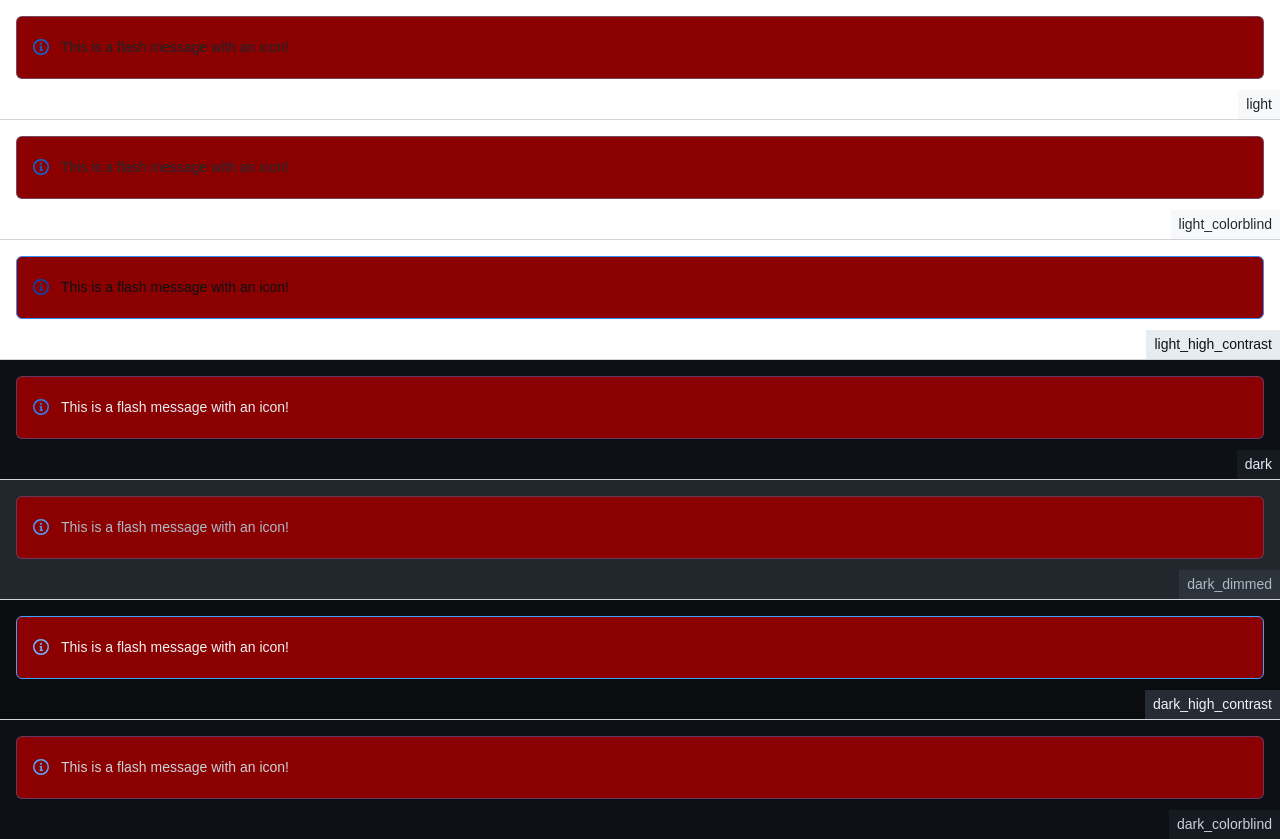 This is a flash message with an icon!
light
This is a flash message with an icon!
light_colorblind
This is a flash message with an icon!
light_high_contrast
This is a flash message with an icon!
dark
This is a flash message with an icon!
dark_dimmed
This is a flash message with an icon!
dark_high_contrast
This is a flash message with an icon!
dark_colorblind